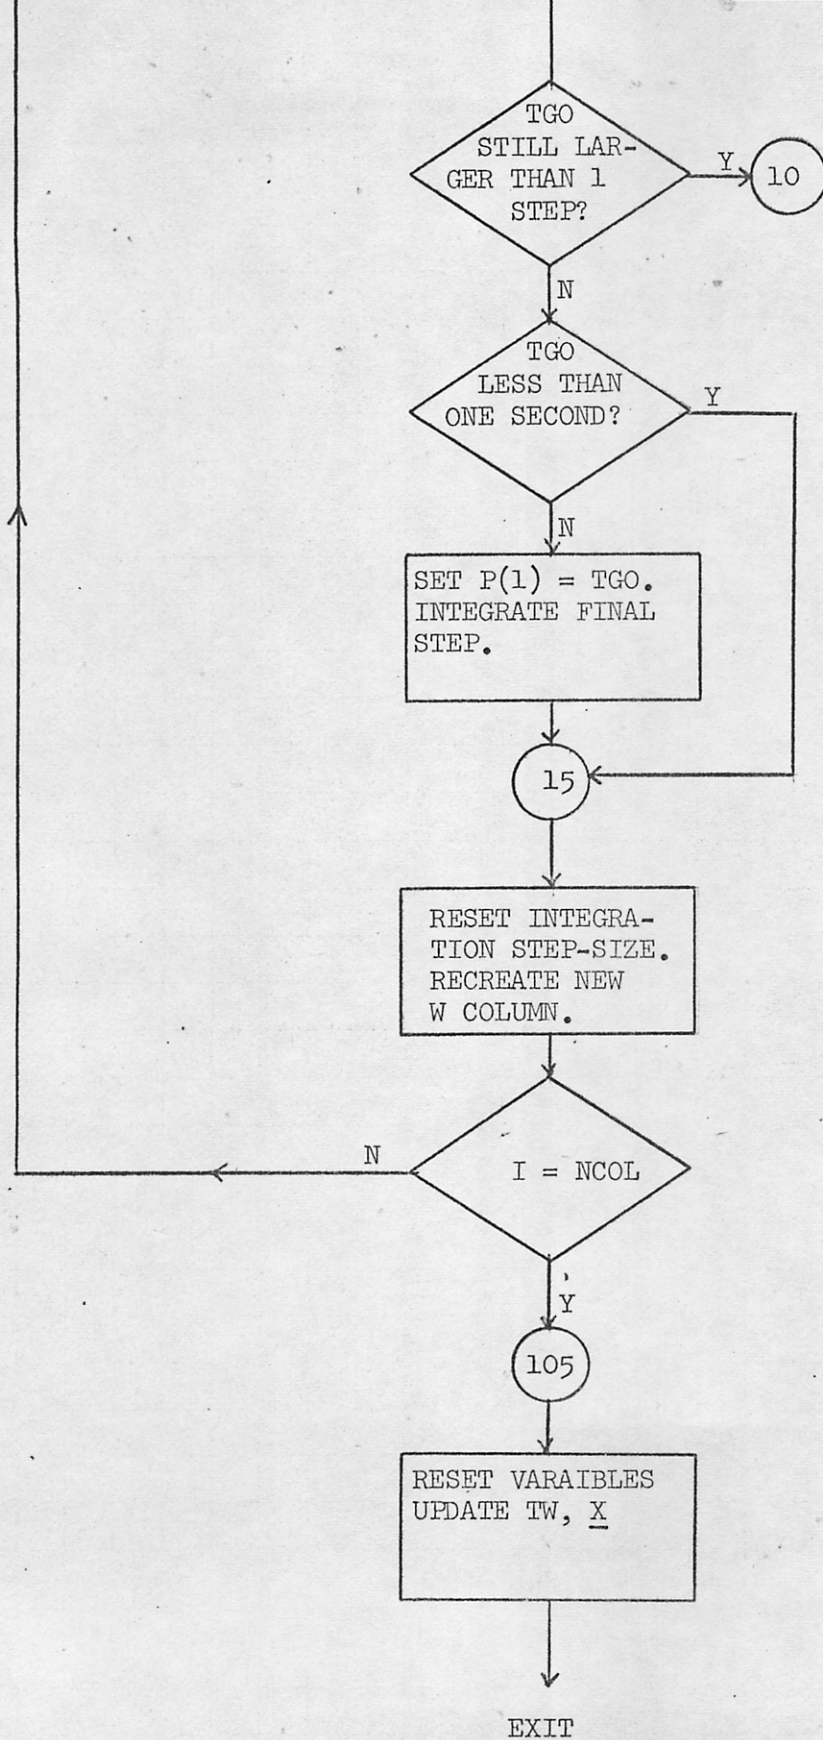 TGO
STILL LAR-
GER THAN 1
STEP?
Y
10
N
TGO
LESS THAN
ONE SECOND?
Y
N
SET P(1) = TGO.
INTEGRATE FINAL
STEP.
15
RESET INTEGRA-
TION STEP-SIZE.
RECREATE NEW
W COLUMN.
N
I = NCOL
Y
105
RESET VARAIBLES
UPDATE TW, X
EXIT